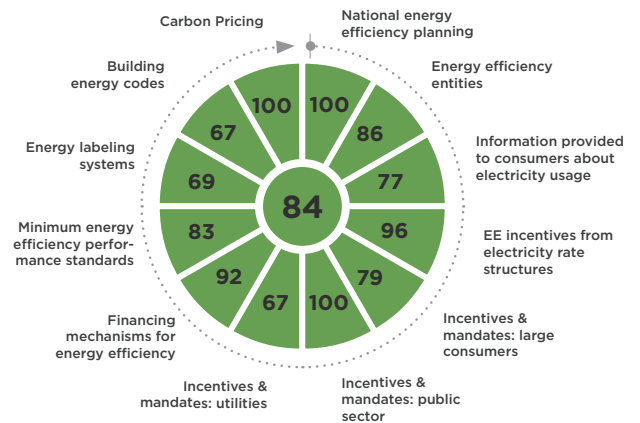 Carbon Pricing
National energy
efficiency planning
Energy efficiency
entities
Information provided
to consumers about
electricity usage
EE incentives from
electricity rate
structures
Incentives &
mandates: large
consumers
Incentives &
mandates: public
sector
Incentives &
mandates: utilities
Financing
mechanisms for
energy efficiency
Minimum energy
efficiency perfor-
mance standards
Energy labeling
systems
Building
energy codes
100
100
86
77
96
79
100
67
92
83
69
67
84